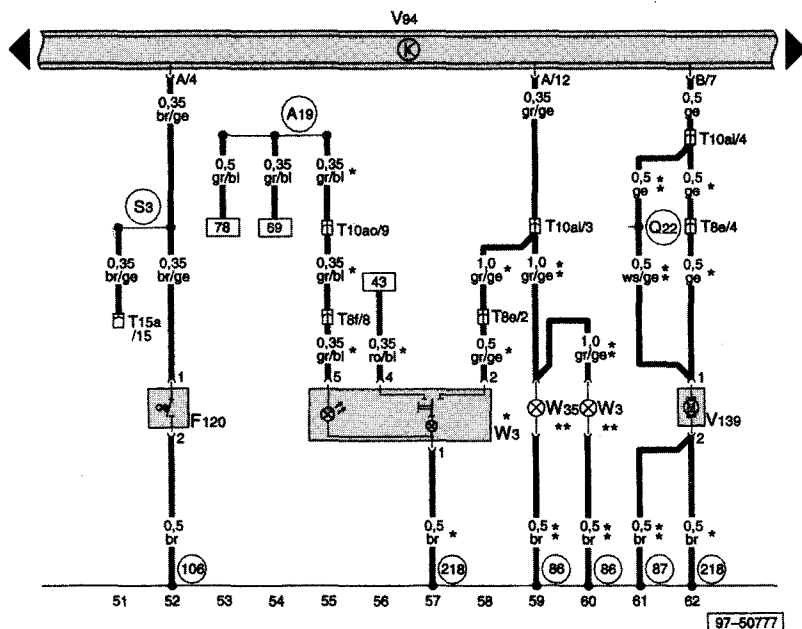 V94
K
A/4
A/12
B/7
0,35
br/ge
0,35
gr/ge
0,5
ge
A19
T10ai/4
0,5
gr/bl
0,35
gr/bl
0,35
gr/bl *
0,5 *
ge *
0,5
ge *
S3
78
69
T10ao/9
T10ai/3
Q22
T8e/4
0,35
br/ge
0,35
br/ge
0,35
gr/bl *
43
1,0
gr/ge *
1,0 *
gr/ge *
0,5 *
ws/ge *
0,5
ge *
T15a
/15
T8f/8
T8e/2
0,35
gr/bl *
0,35
ro/bl *
0,5
gr/ge *
1,0 *
gr/ge *
1
5
4
2
1
F120
W3 *
W35
**
W3
**
V139
2
1
2
0,5
br
0,5
br *
0,5 *
br *
0,5 *
br *
0,5 *
br *
0,5
br *
106
218
86
86
87
218
51 52 53 54 55 56 57 58 59 60 61 62
97-50777